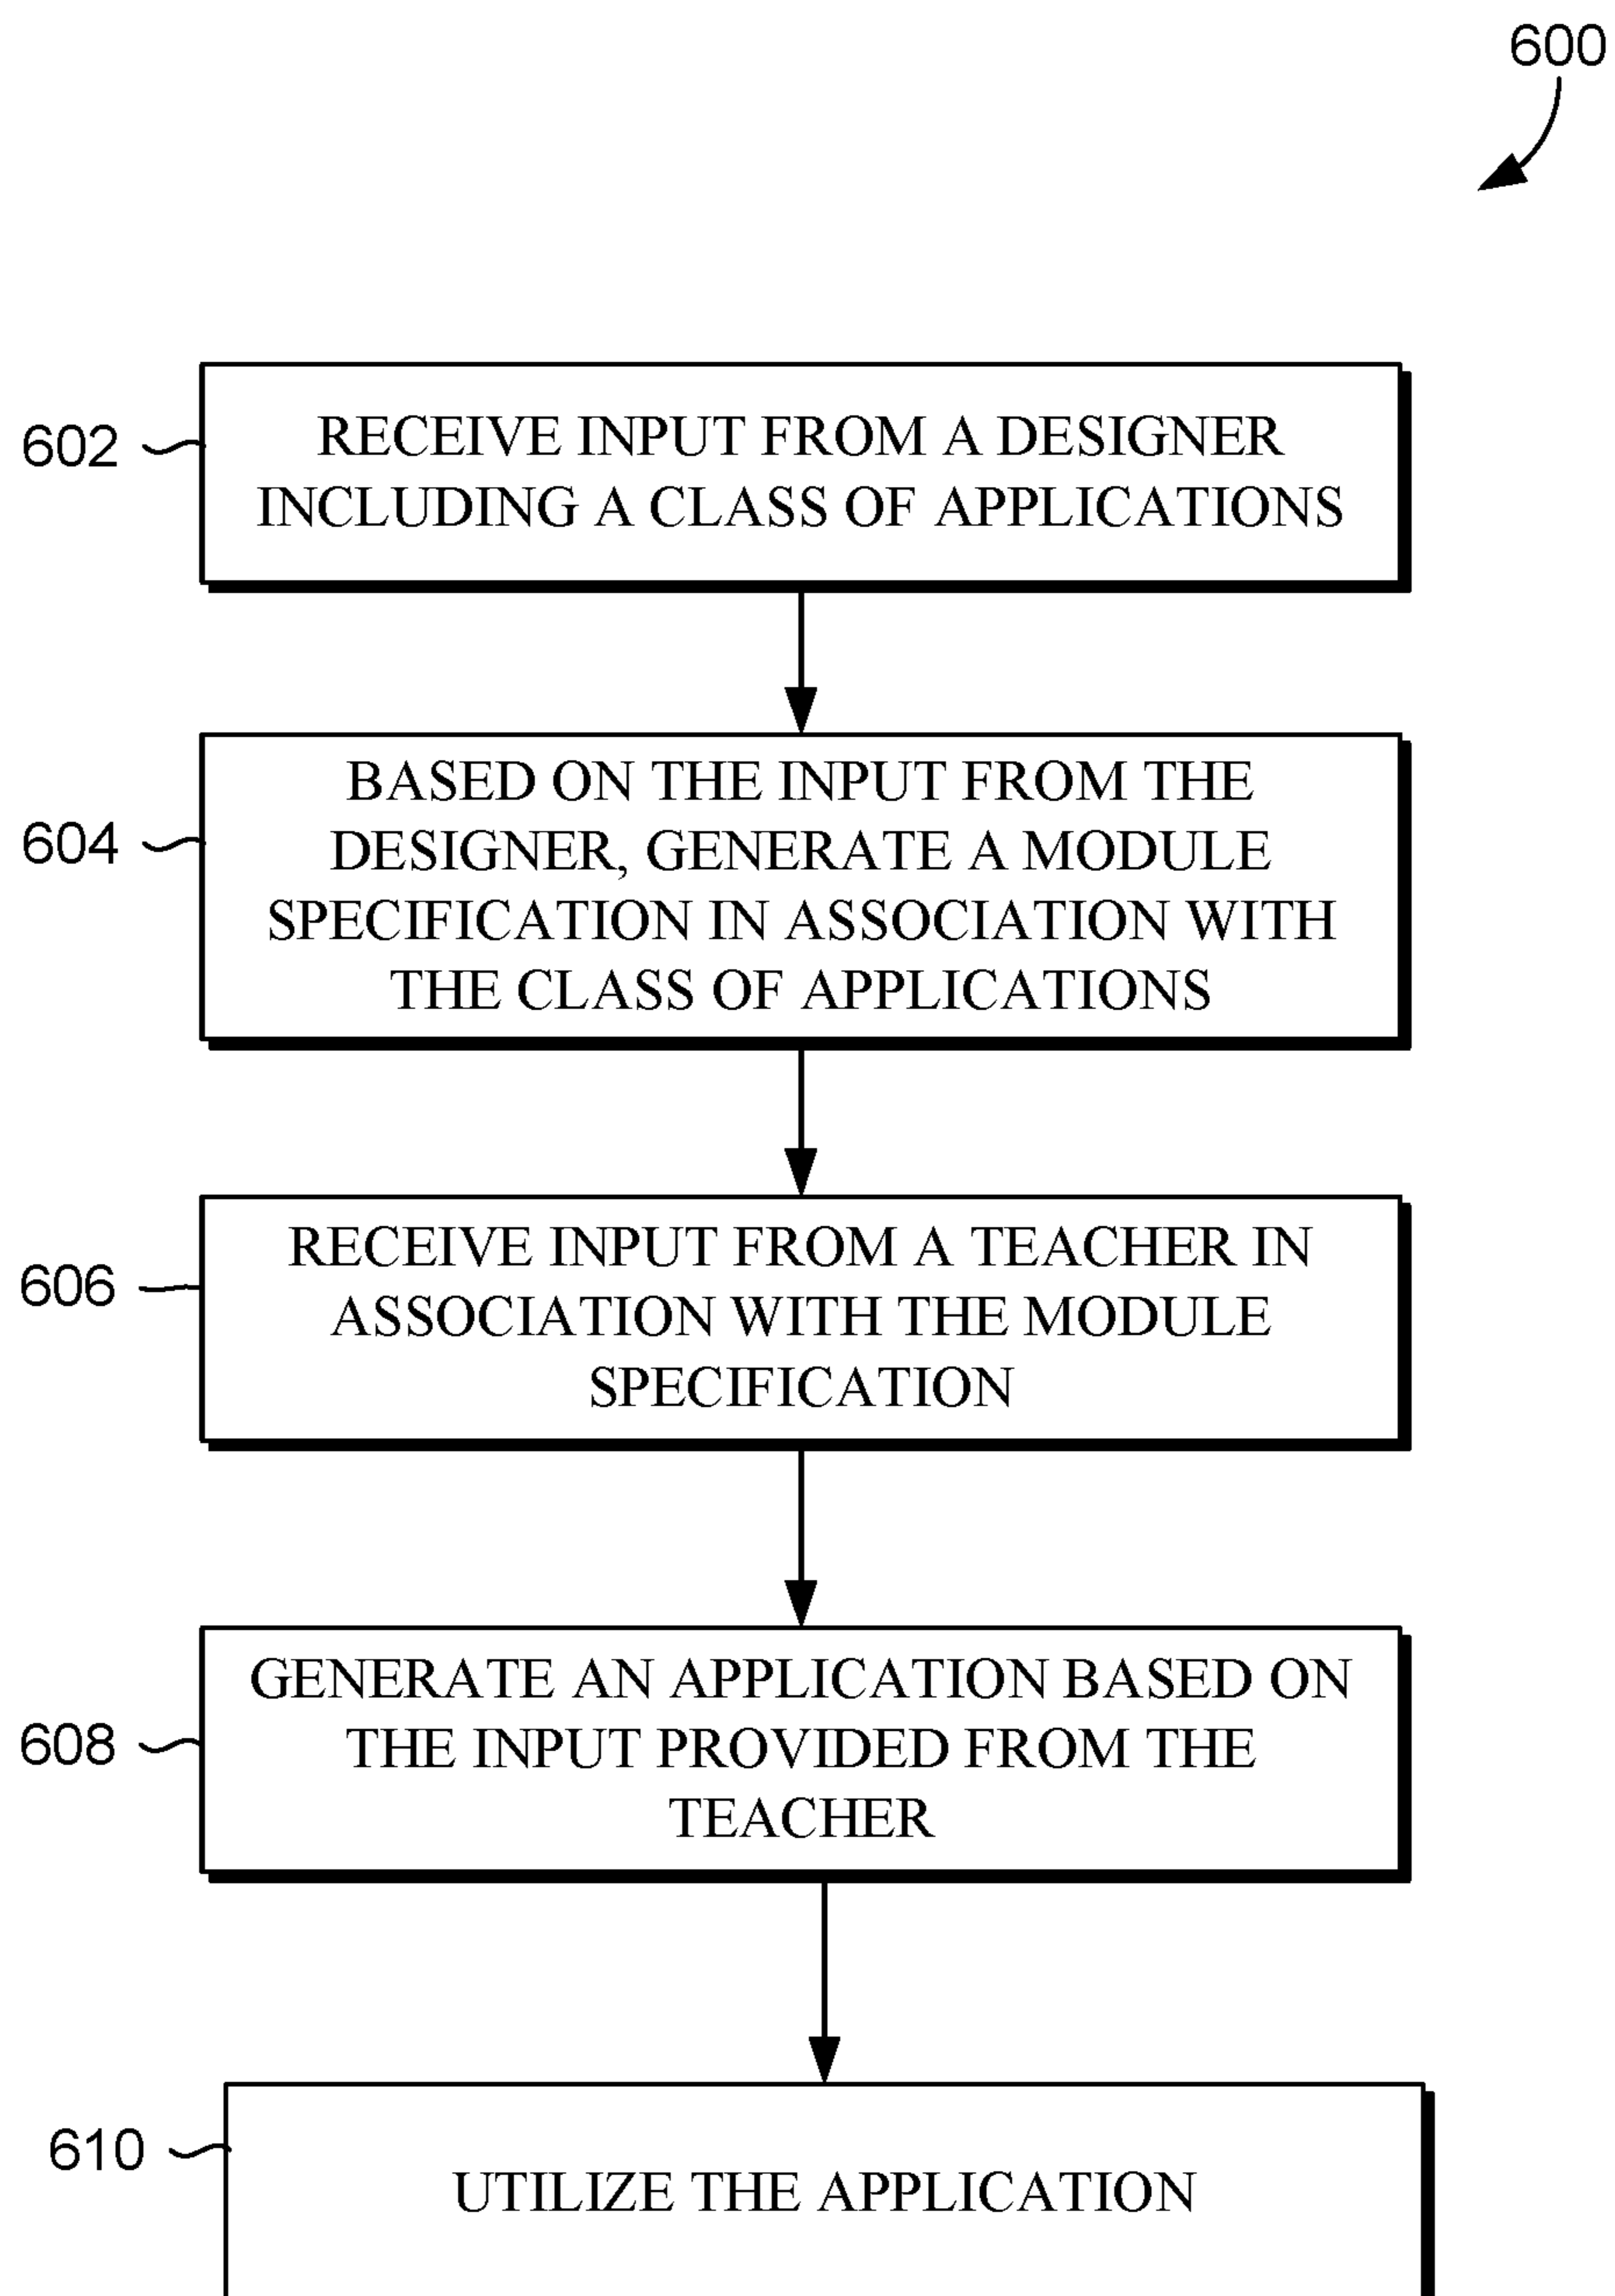 600
602
RECEIVE INPUT FROM A DESIGNER
INCLUDING A CLASS OF APPLICATIONS
604
BASED ON THE INPUT FROM THE
DESIGNER, GENERATE A MODULE
SPECIFICATION IN ASSOCIATION WITH
THE CLASS OF APPLICATIONS
606
RECEIVE INPUT FROM A TEACHER IN
ASSOCIATION WITH THE MODULE
SPECIFICATION
608
GENERATE AN APPLICATION BASED ON
THE INPUT PROVIDED FROM THE
TEACHER
610
UTILIZE THE APPLICATION